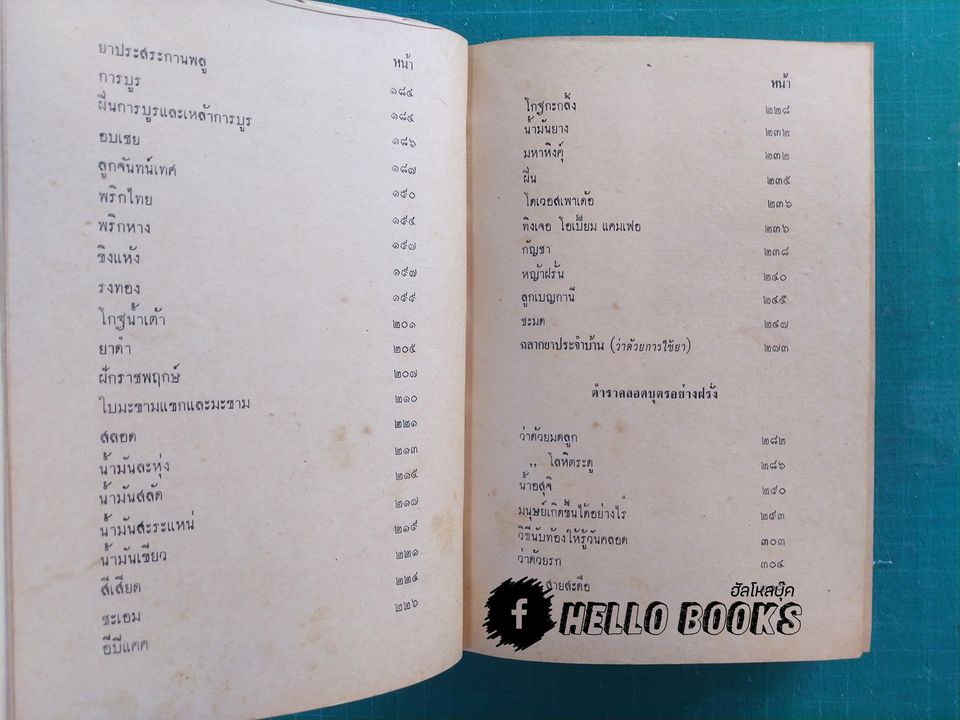 หน้า
ยาประสระกานพลู ๑๘๔
การบูร ๑๘๔
ผื่นการบูรและเหล้าการบูร ๑๘๖
อบเชย ๑๘๗
ลูกจันทน์เทศ ๑๙๐
พริกไทย ๑๙๔
พริกหาง ๑๙๗
ขิงแห้ง ๑๙๗
รงทอง ๑๙๙
โกฐน้ำเต้า ๒๐๑
ยาดำ ๒๐๕
ฝักราชพฤกษ์ ๒๐๗
ใบมะขามแขกและมะขาม ๒๑๐
สลอด ๒๒๑
น้ำมันละหุ่ง ๒๑๓
น้ำมันสลัด ๒๑๕
น้ำมันสะระแหน่ ๒๑๗
น้ำมันเขียว ๒๑๙
สีเสียด ๒๒๑
ชะเอม ๒๒๔
อีปีแคค ๒๒๖
หน้า
โกฐกะกลิ้ง ๒๒๘
น้ำมันยาง ๒๓๒
มหาหิงคุ์ ๒๓๒
ฝิ่น ๒๓๕
โดเวอสเพาเด้อ ๒๓๖
ทิงเจอ โอเปี้ยม แคมเฟอ ๒๓๖
กัญชา ๒๓๘
หญ้าฝรั่น ๒๔๐
ลูกเบญกานี ๒๔๕
ชะมด ๒๔๗
ฉลากยาประจำบ้าน (ว่าด้วยการใช้ยา) ๒๗๓
ตำราคลอดบุตรอย่างฝรั่ง
ว่าด้วยมดลูก ๒๘๒
,, โลหิตระดู ๒๘๖
น้ำอสุจิ ๒๙๐
มนุษย์เกิดขึ้นได้อย่างไร ๒๙๓
วิธีนับท้องให้รู้วันคลอด ๓๐๓
ว่าด้วยรก ๓๐๔
สายสะดือ
ฮัลโหลบุ๊ค
f HELLO BOOKS